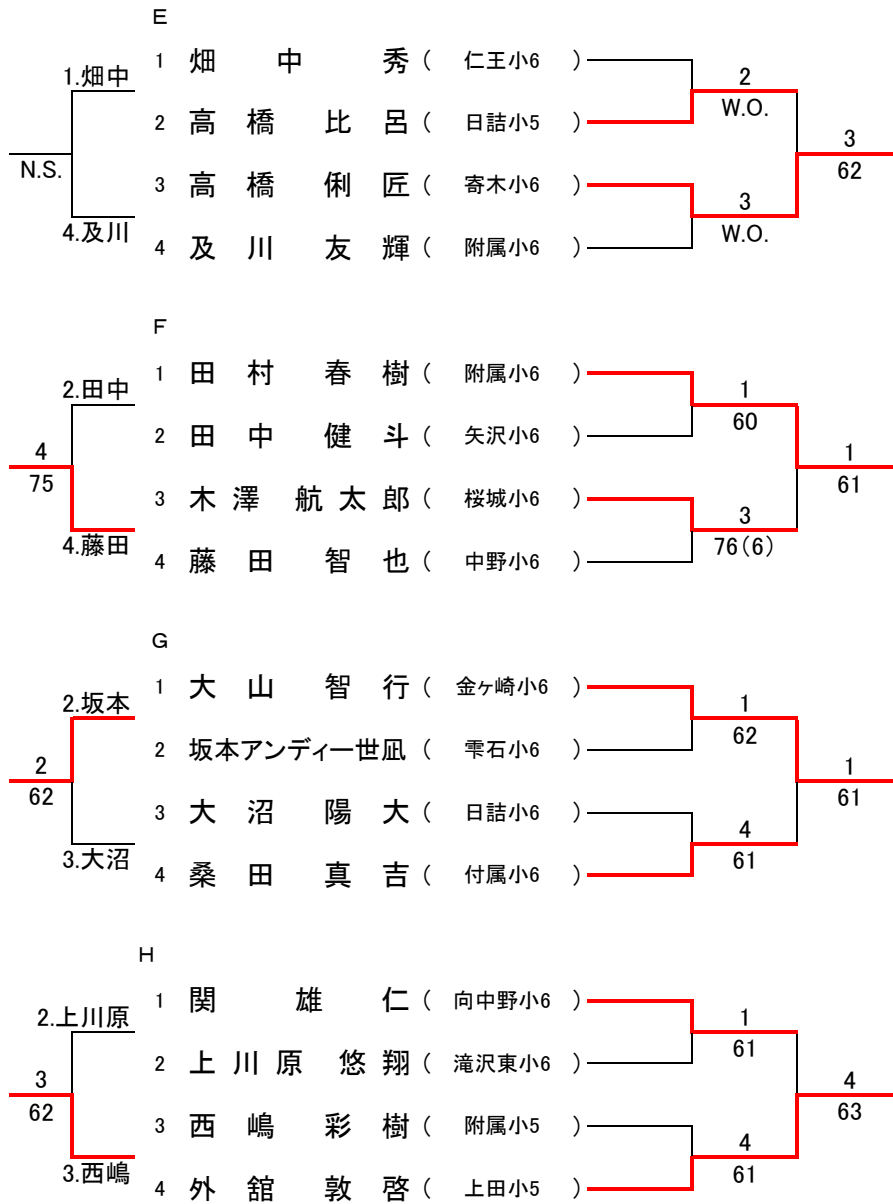 E
1 畑 中 秀 ( 仁王小6 )
1.畑中
2
W.O.
2 高 橋 比 呂 ( 日詰小5 )
N.S.
3
62
3 高 橋 俐 匠 ( 寄木小6 )
3
W.O.
4.及川
4 及 川 友 輝 ( 附属小6 )
F
1 田 村 春 樹 ( 附属小6 )
2.田中
1
60
2 田 中 健 斗 ( 矢沢小6 )
4
75
1
61
3 木 澤 航 太 郎 ( 桜城小6 )
3
76(6)
4.藤田
4 藤 田 智 也 ( 中野小6 )
G
1 大 山 智 行 ( 金ヶ崎小6 )
2.坂本
1
62
2 坂本アンディー世凪 ( 雫石小6 )
2
62
1
61
3 大 沼 陽 大 ( 日詰小6 )
4
61
3.大沼
4 桑 田 真 吉 ( 付属小6 )
H
1 関 雄 仁 ( 向中野小6 )
2.上川原
1
61
2 上 川 原 悠 翔 ( 滝沢東小6 )
3
62
4
63
3 西 嶋 彩 樹 ( 附属小5 )
4
61
3.西嶋
4 外 舘 敦 啓 ( 上田小5 )